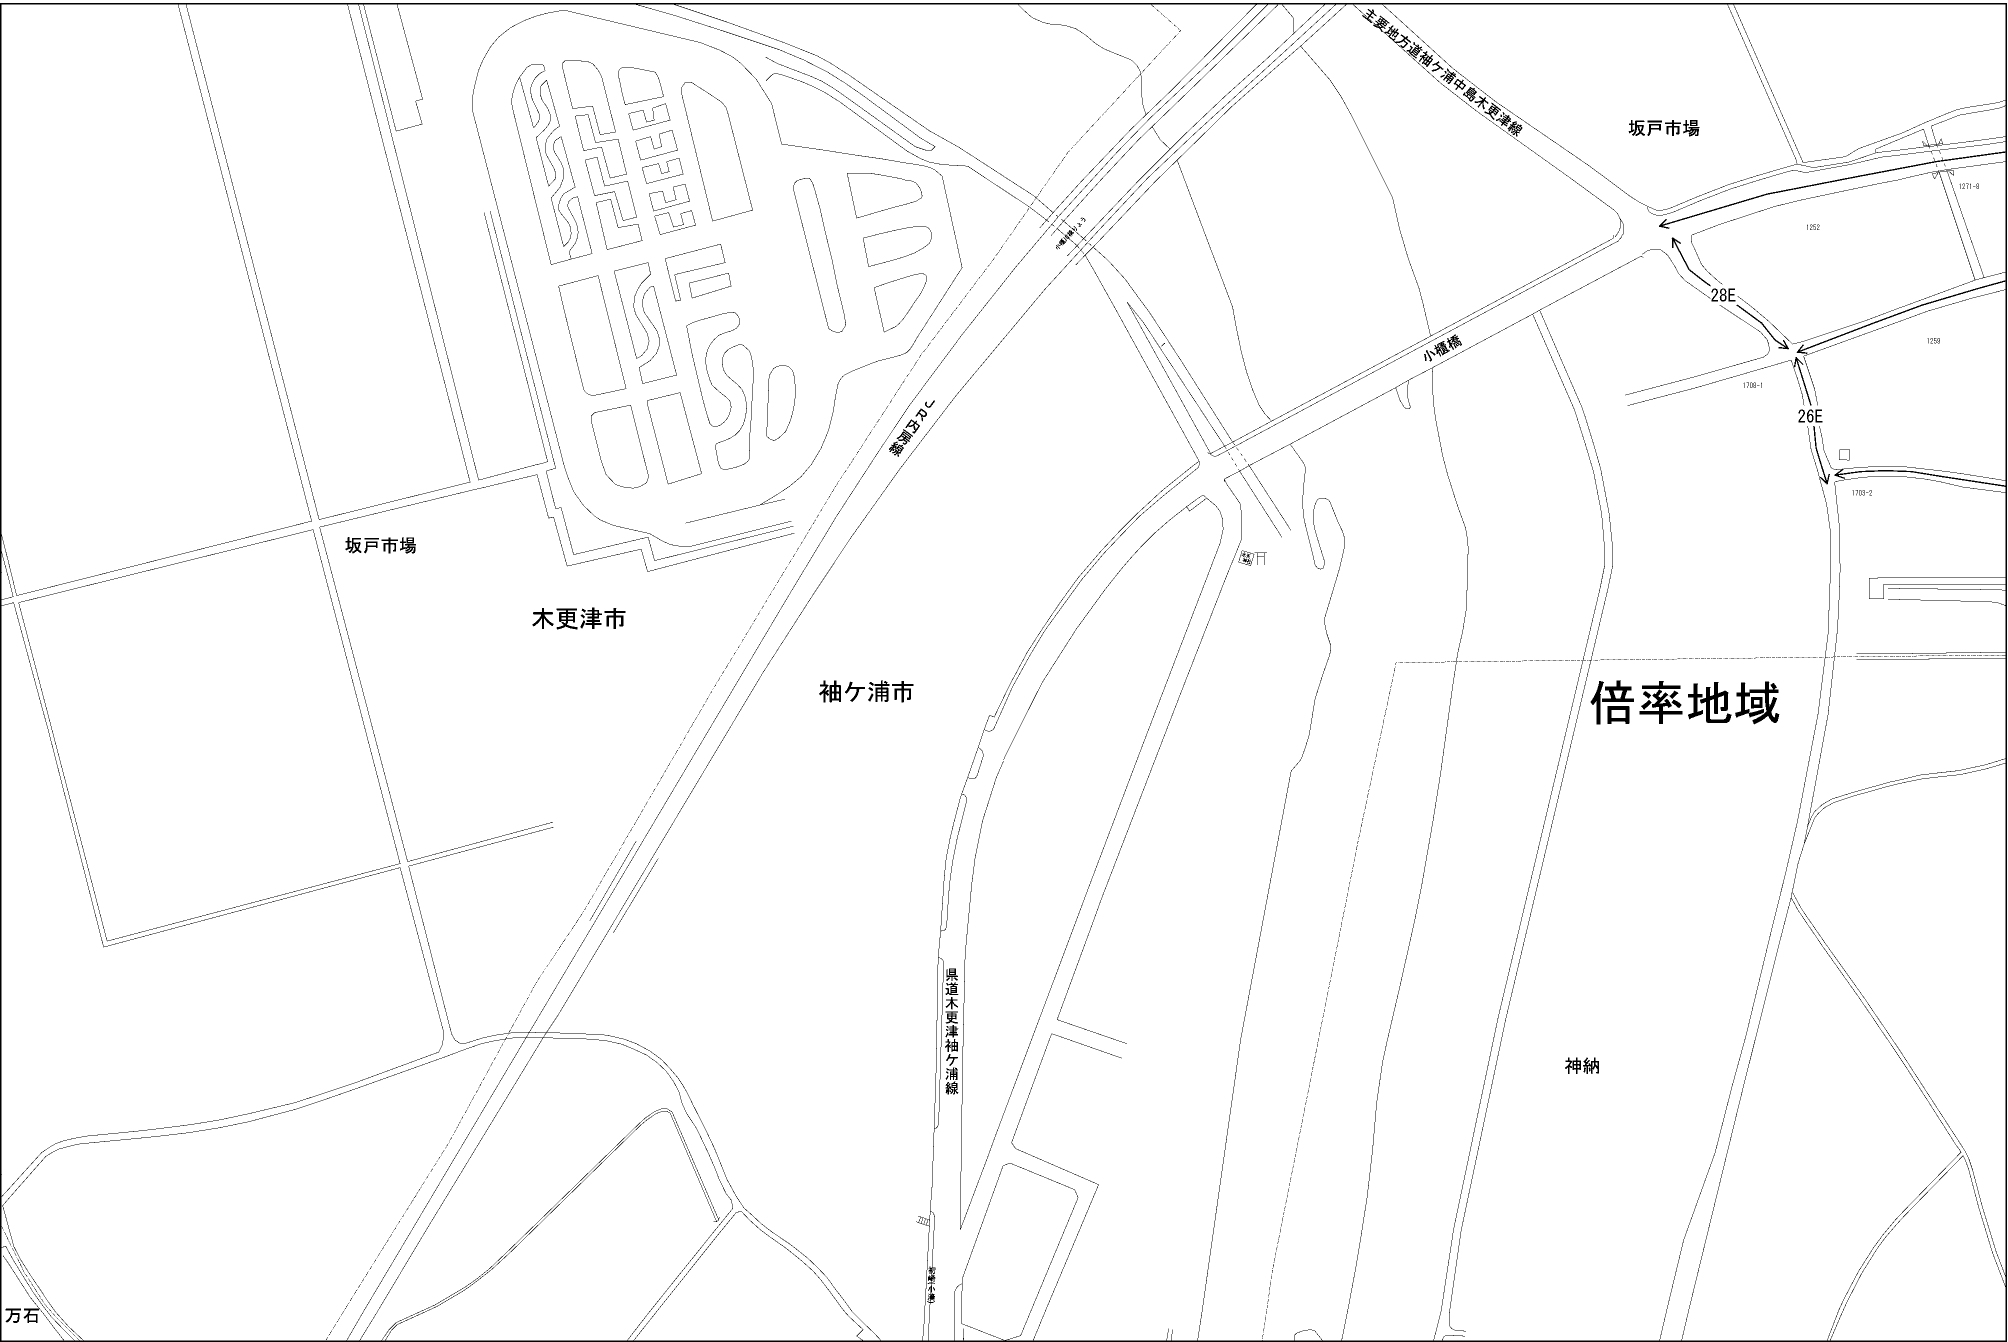 主要地方道袖ケ浦中島木更津線
坂戸市場
1271-8
1252
28E
小櫃橋
1259
1708-1
26E
JR内房線
1703-2
坂戸市場
木更津市
袖ケ浦市
倍率地域
県道木更津袖ケ浦線
神納
万石